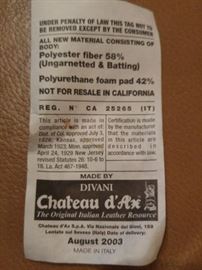 UNDER PENALTY OF LAW THIS TAG NOT TO
BE REMOVED EXCEPT BY THE CONSUMER
ALL NEW MATERIAL CONSISTING OF
BODY:
Polyester fiber 58%
(Ungarnetted & Batting)
Polyurethane foam pad 42%
NOT FOR RESALE IN CALIFORNIA
REG. N° CA 25265 (IT)
This article is made in
compliance with an act of
dist. of Col. approved July 3,
1926; Kansas approved
March 1923; Minn. approved
April 24, 1929 New Jersey
revised Statutes 26: 10-6 to
18. La. Act 467-1948.
Certification is made
by the manufacturer
that the materials
in this article are
described in
accordance with law.
MADE BY
DIVANI
Chateau d'Ax
The Original Italian Leather Resource
Chateau d'Ax S.p.A. Via Nazionale dei Giovi, 159
Lentate sul Seveso (Italy) Date of delivery:
August 2003
MADE IN ITALY